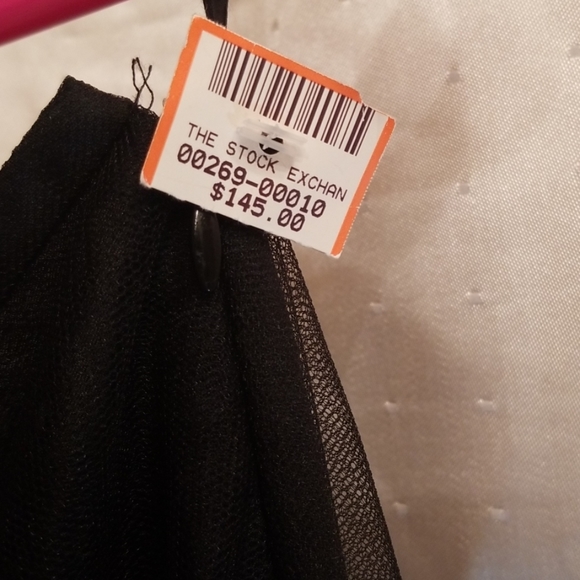 THE STOCK EXCHAN
00269-00010
$145.00